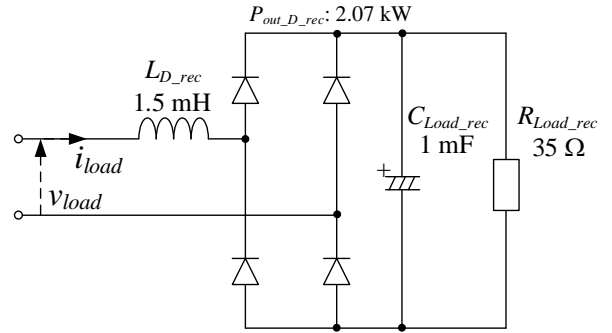 P_out_D_rec: 2.07 kW
L_D_rec
1.5 mH
C_Load_rec
1 mF
R_Load_rec
35 Ω
i_load
+
v_load